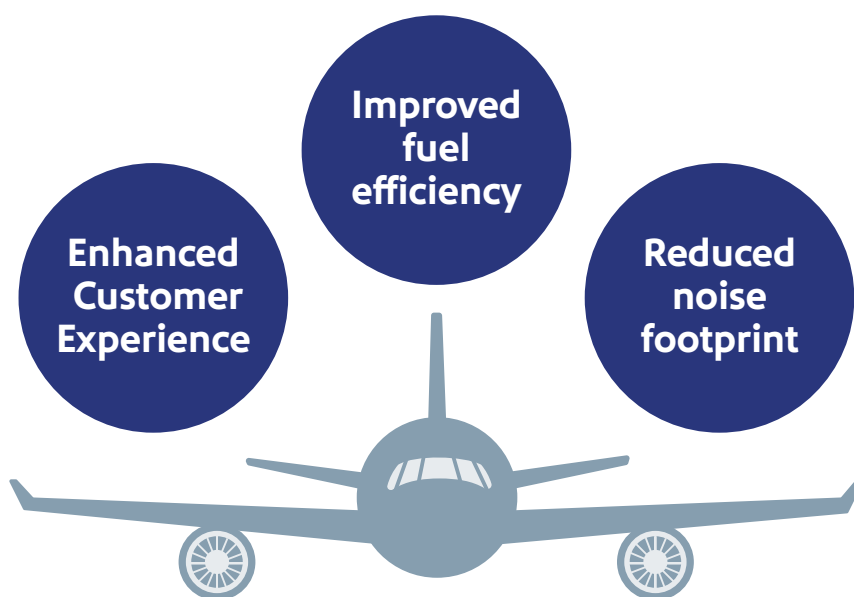 Improved
fuel
efficiency
Enhanced
Customer
Experience
Reduced
noise
footprint